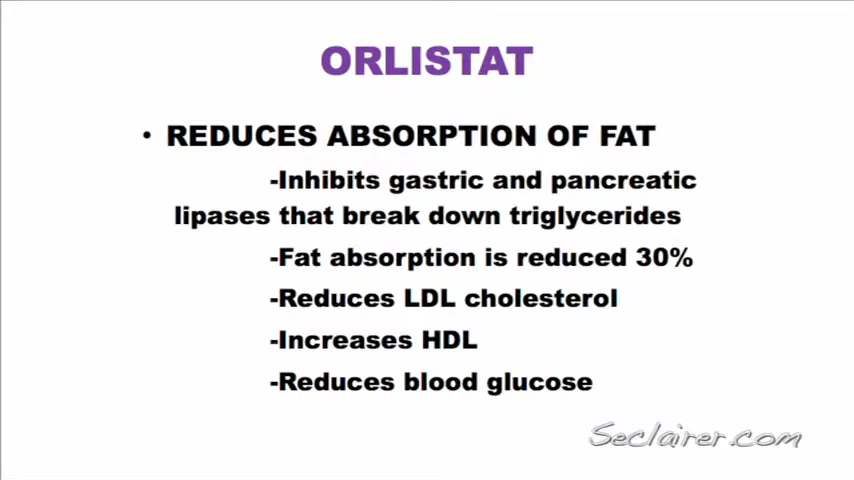 ORLISTAT
• REDUCES ABSORPTION OF FAT
-Inhibits gastric and pancreatic
lipases that break down triglycerides
-Fat absorption is reduced 30%
-Reduces LDL cholesterol
-Increases HDL
-Reduces blood glucose
Seclairer.com